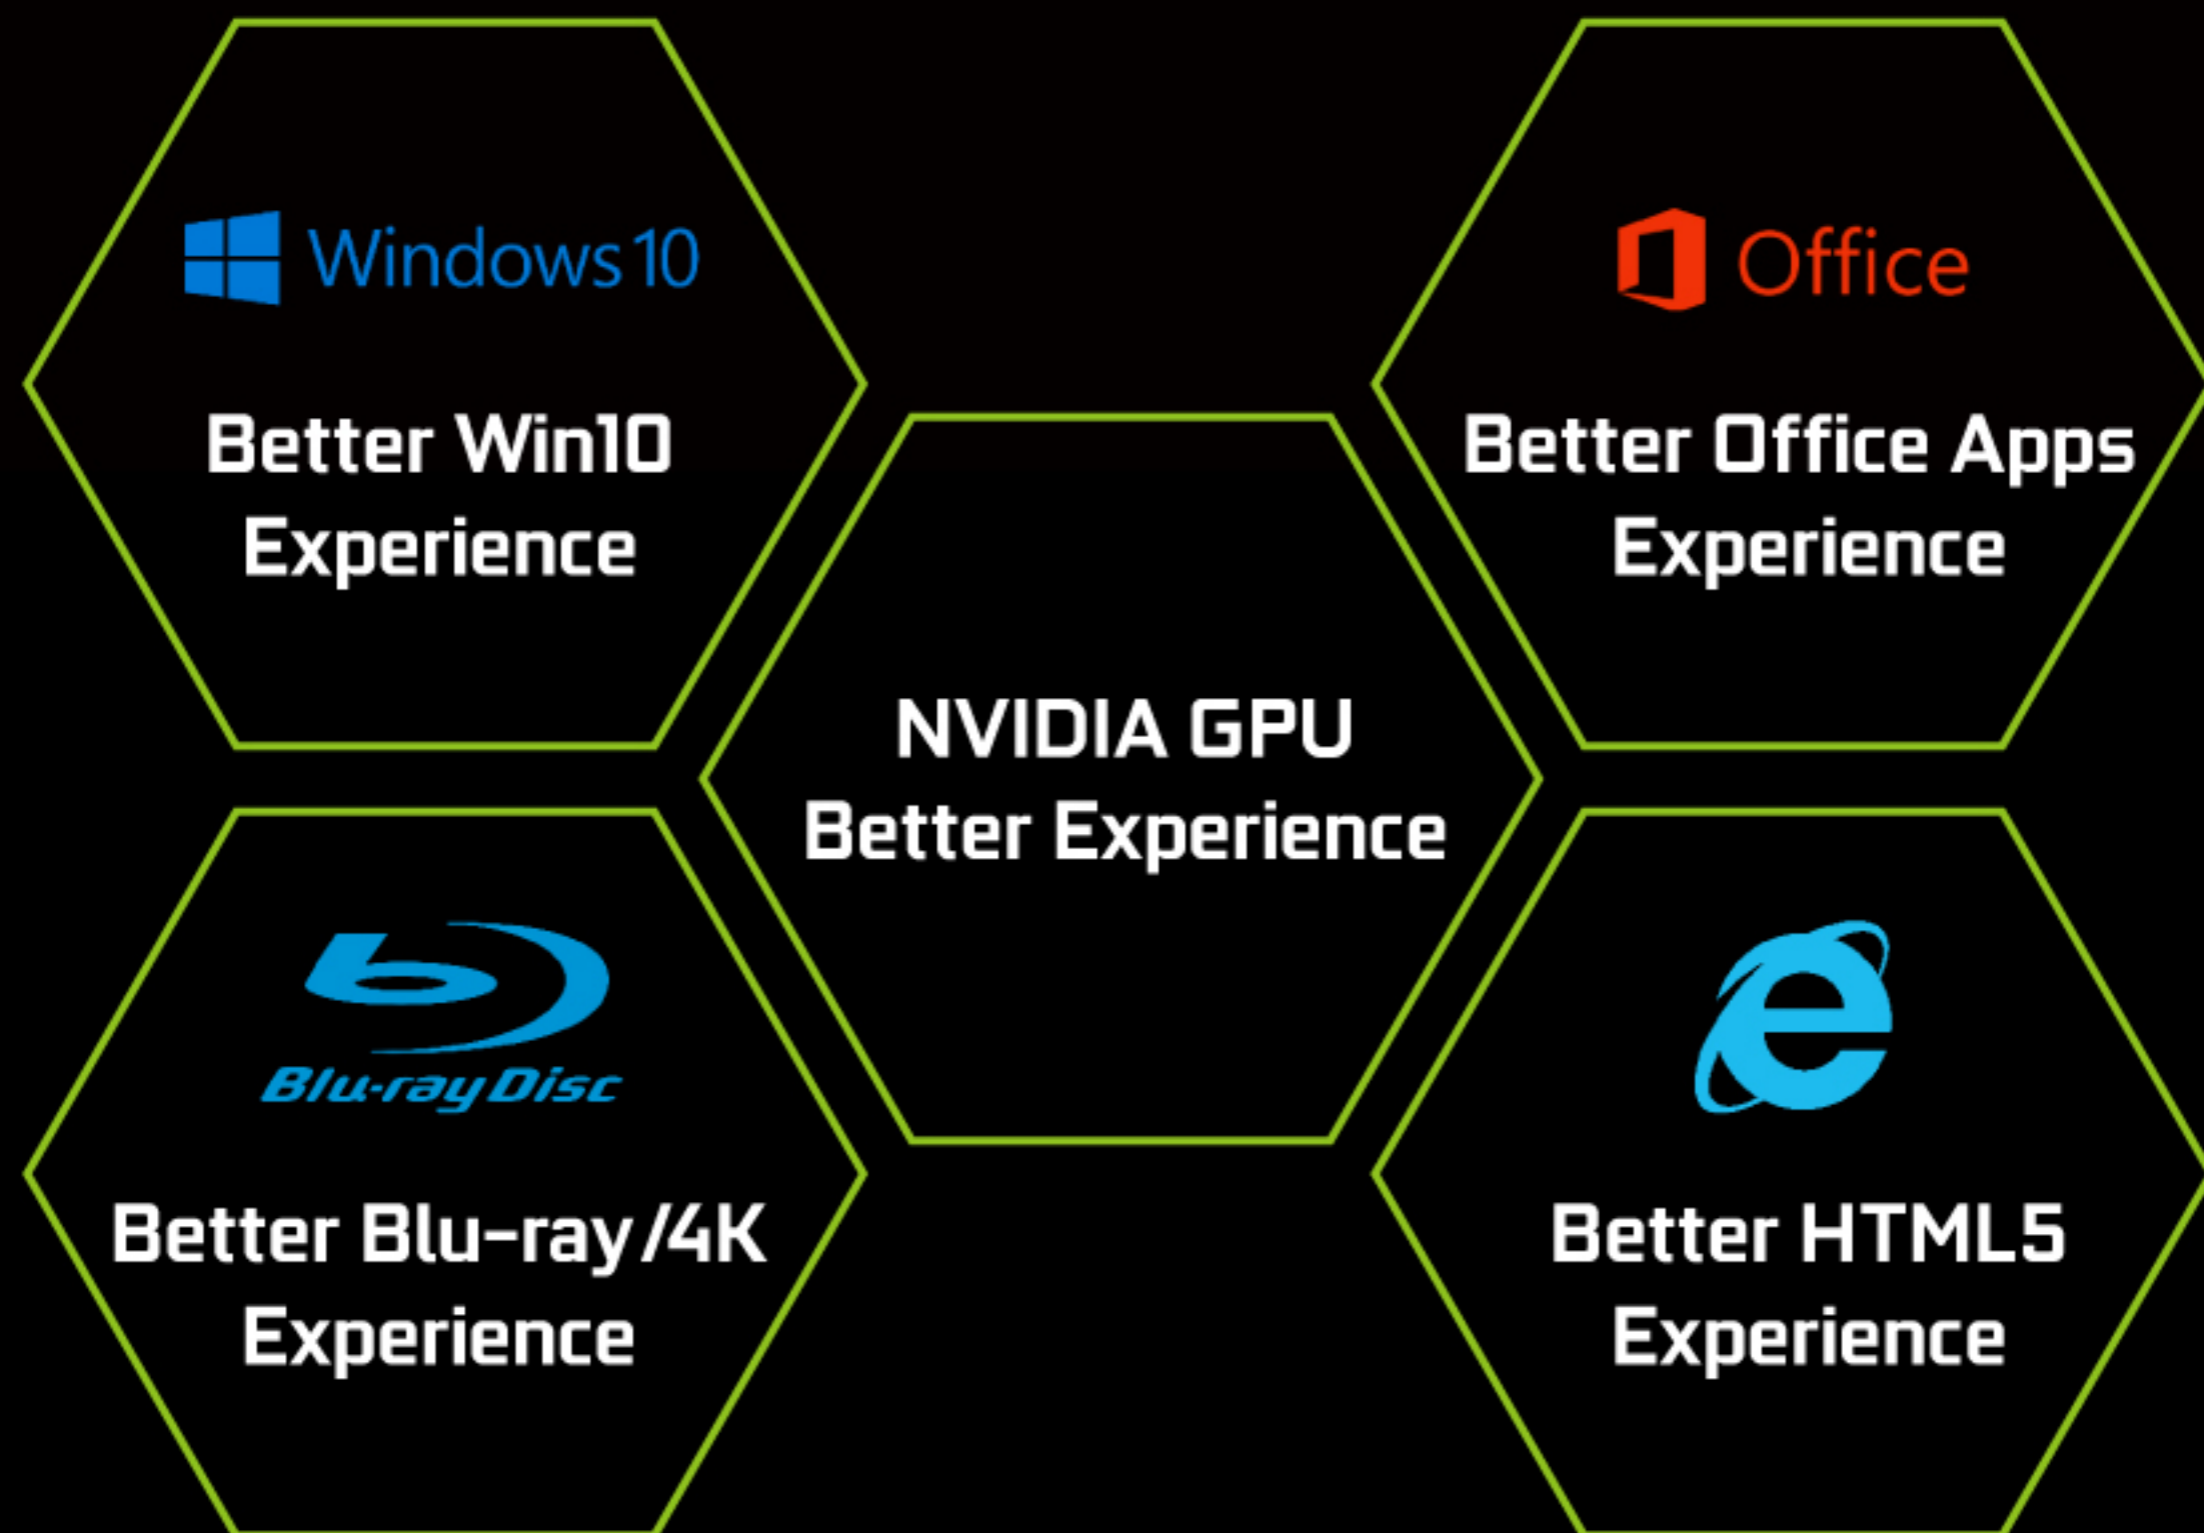 Windows 10
Better Win10
Experience
Office
Better Office Apps
Experience
NVIDIA GPU
Better Experience
Blu-ray Disc
Better Blu-ray/4K
Experience
Better HTML5
Experience